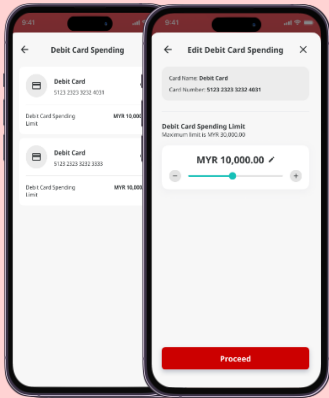 9:41
Debit Card Spending
Debit Card
5123 2323 3232 4031
Debit Card Spending
Limit
MYR 10,000
Debit Card
5123 2323 3232 3333
Debit Card Spending
Limit
MYR 10,000
9:41
Edit Debit Card Spending
Card Name: Debit Card
Card Number: 5123 2323 3232 4031
Debit Card Spending Limit
Maximum limit is MYR 30,000.00
MYR 10,000.00
Proceed